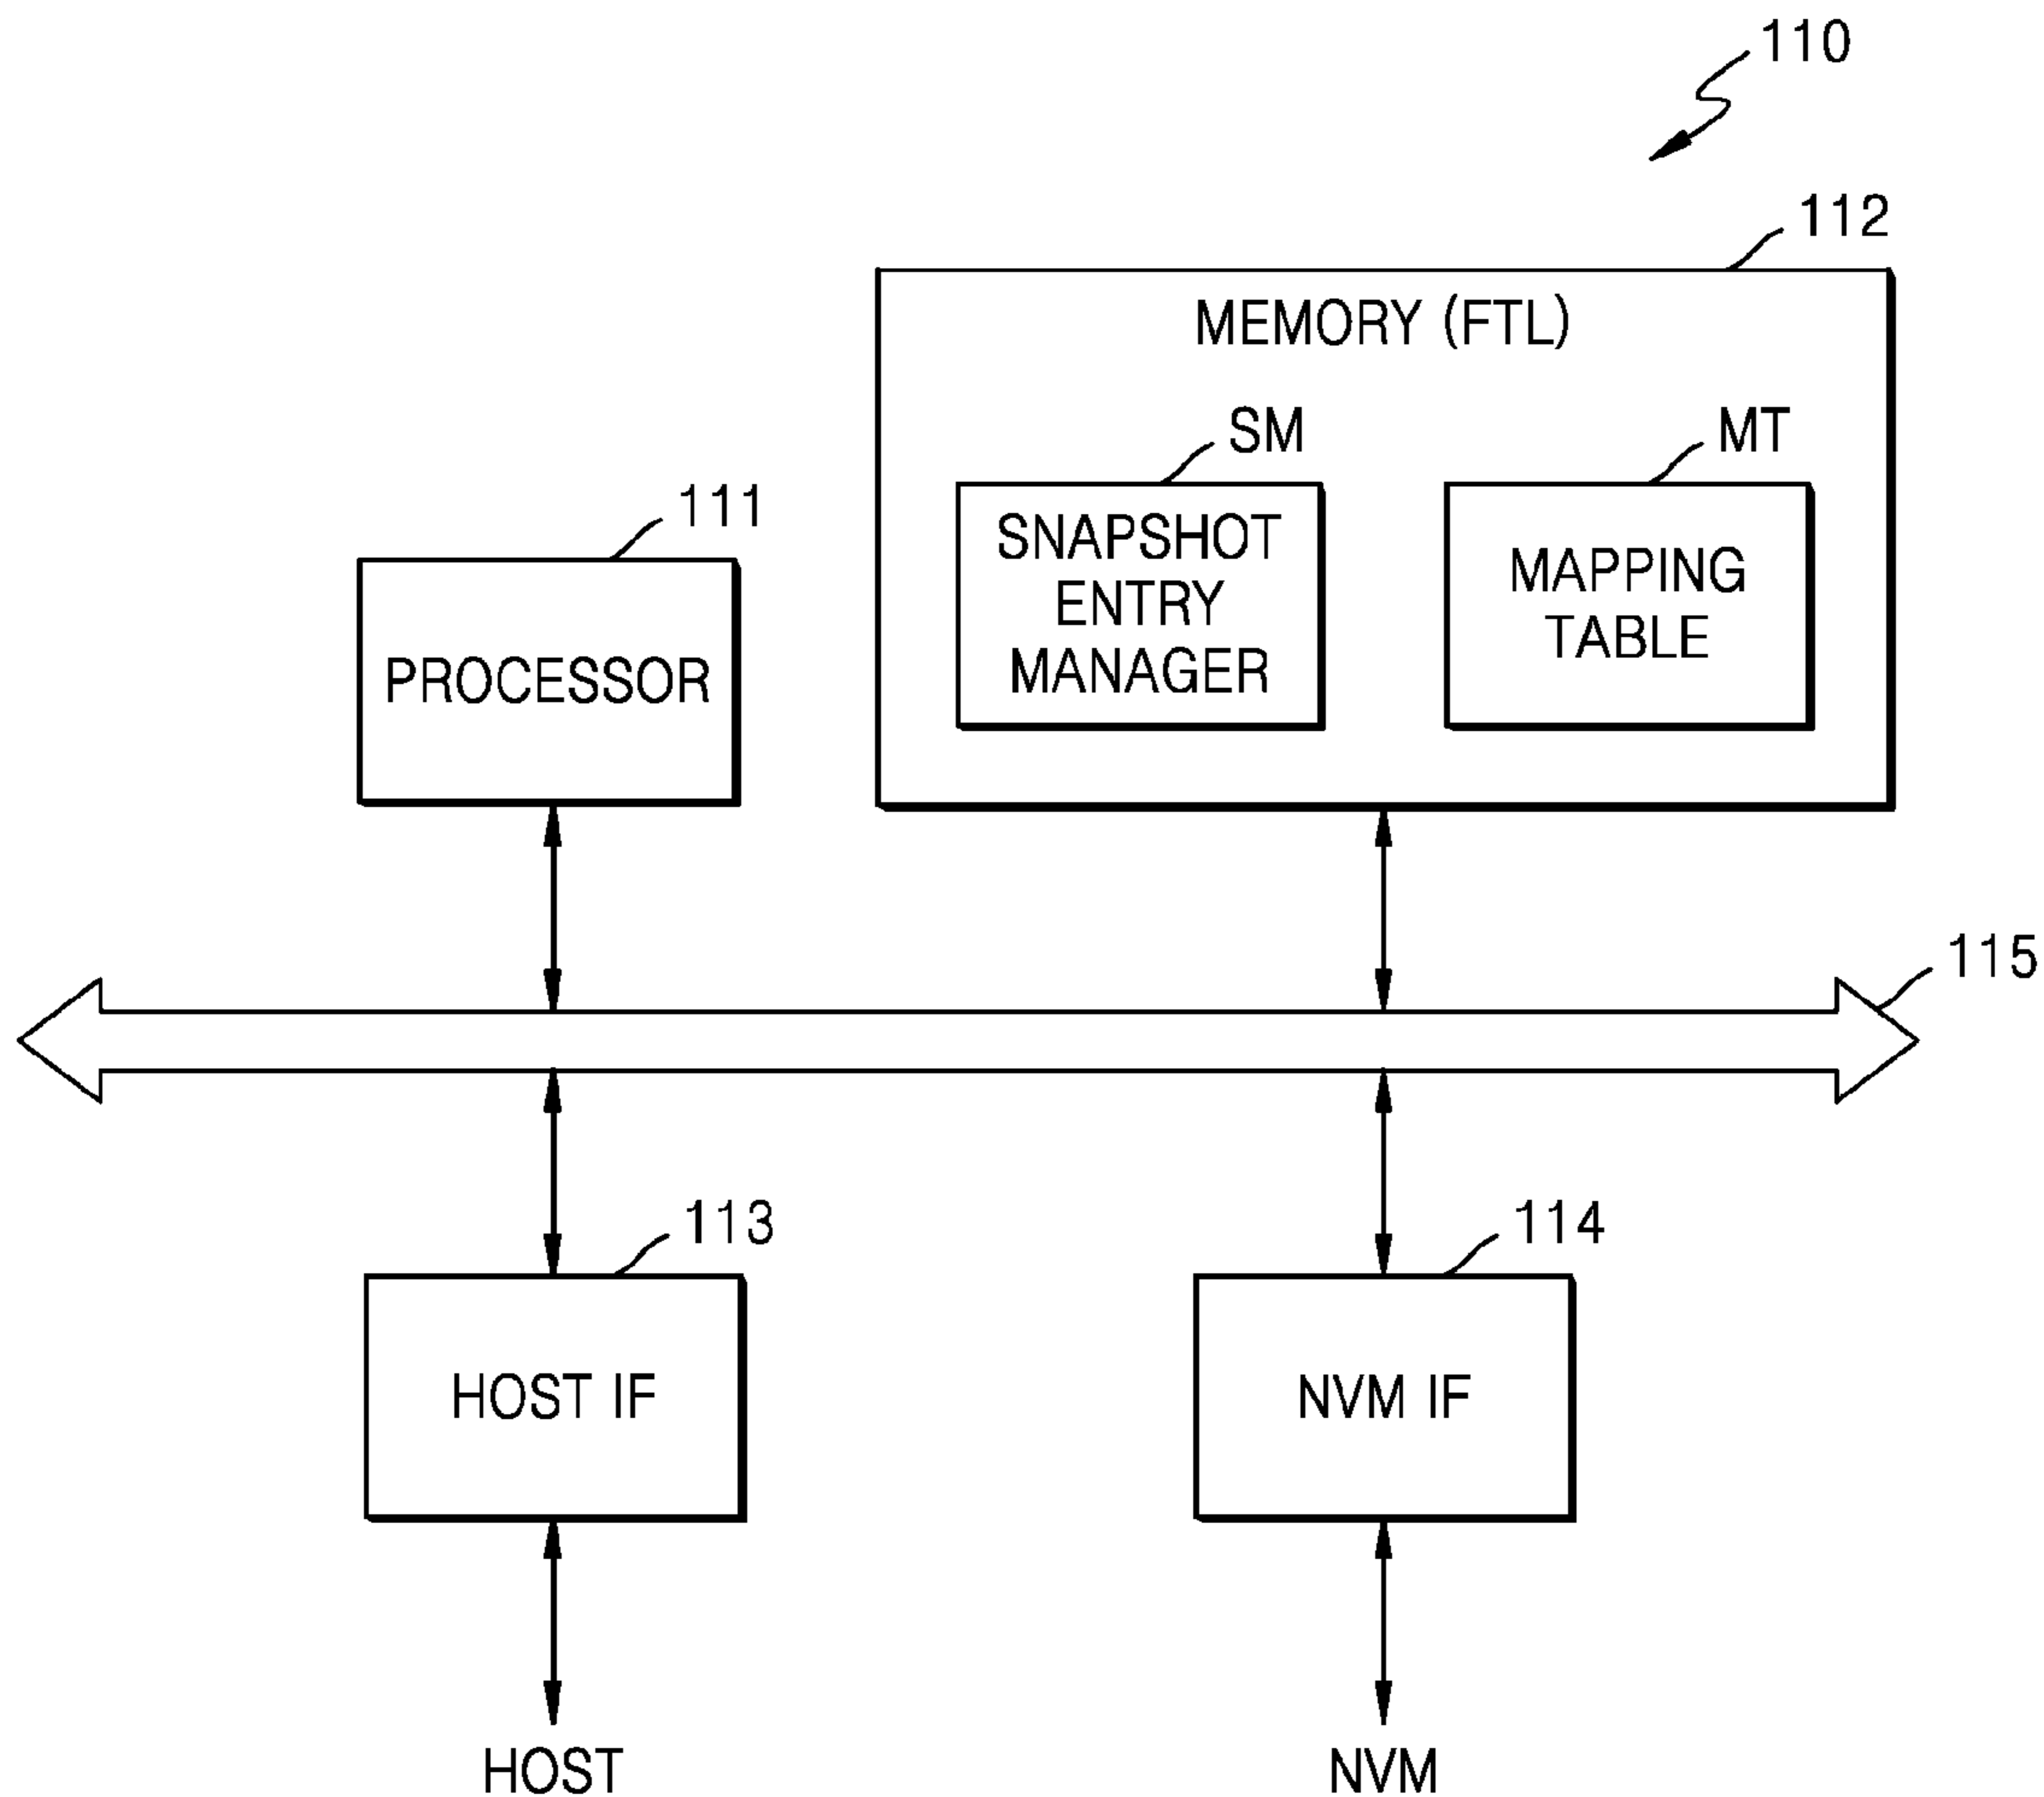 110
112
MEMORY (FTL)
SM
MT
SNAPSHOT
ENTRY
MANAGER
MAPPING
TABLE
111
PROCESSOR
115
113
114
HOST IF
NVM IF
HOST
NVM